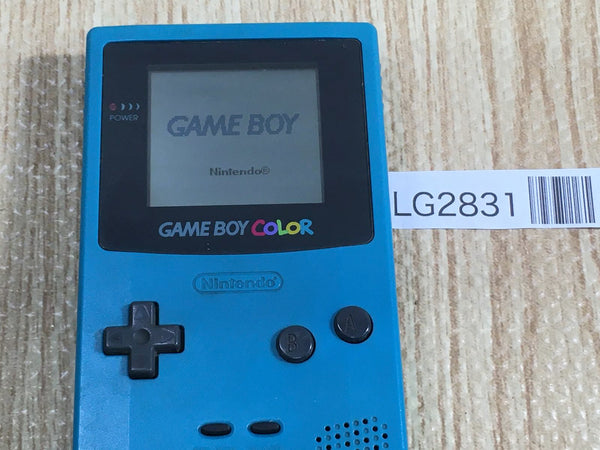 POWER
GAME BOY
Nintendo®
GAME BOY COLOR
Nintendo
LG2831
B
A